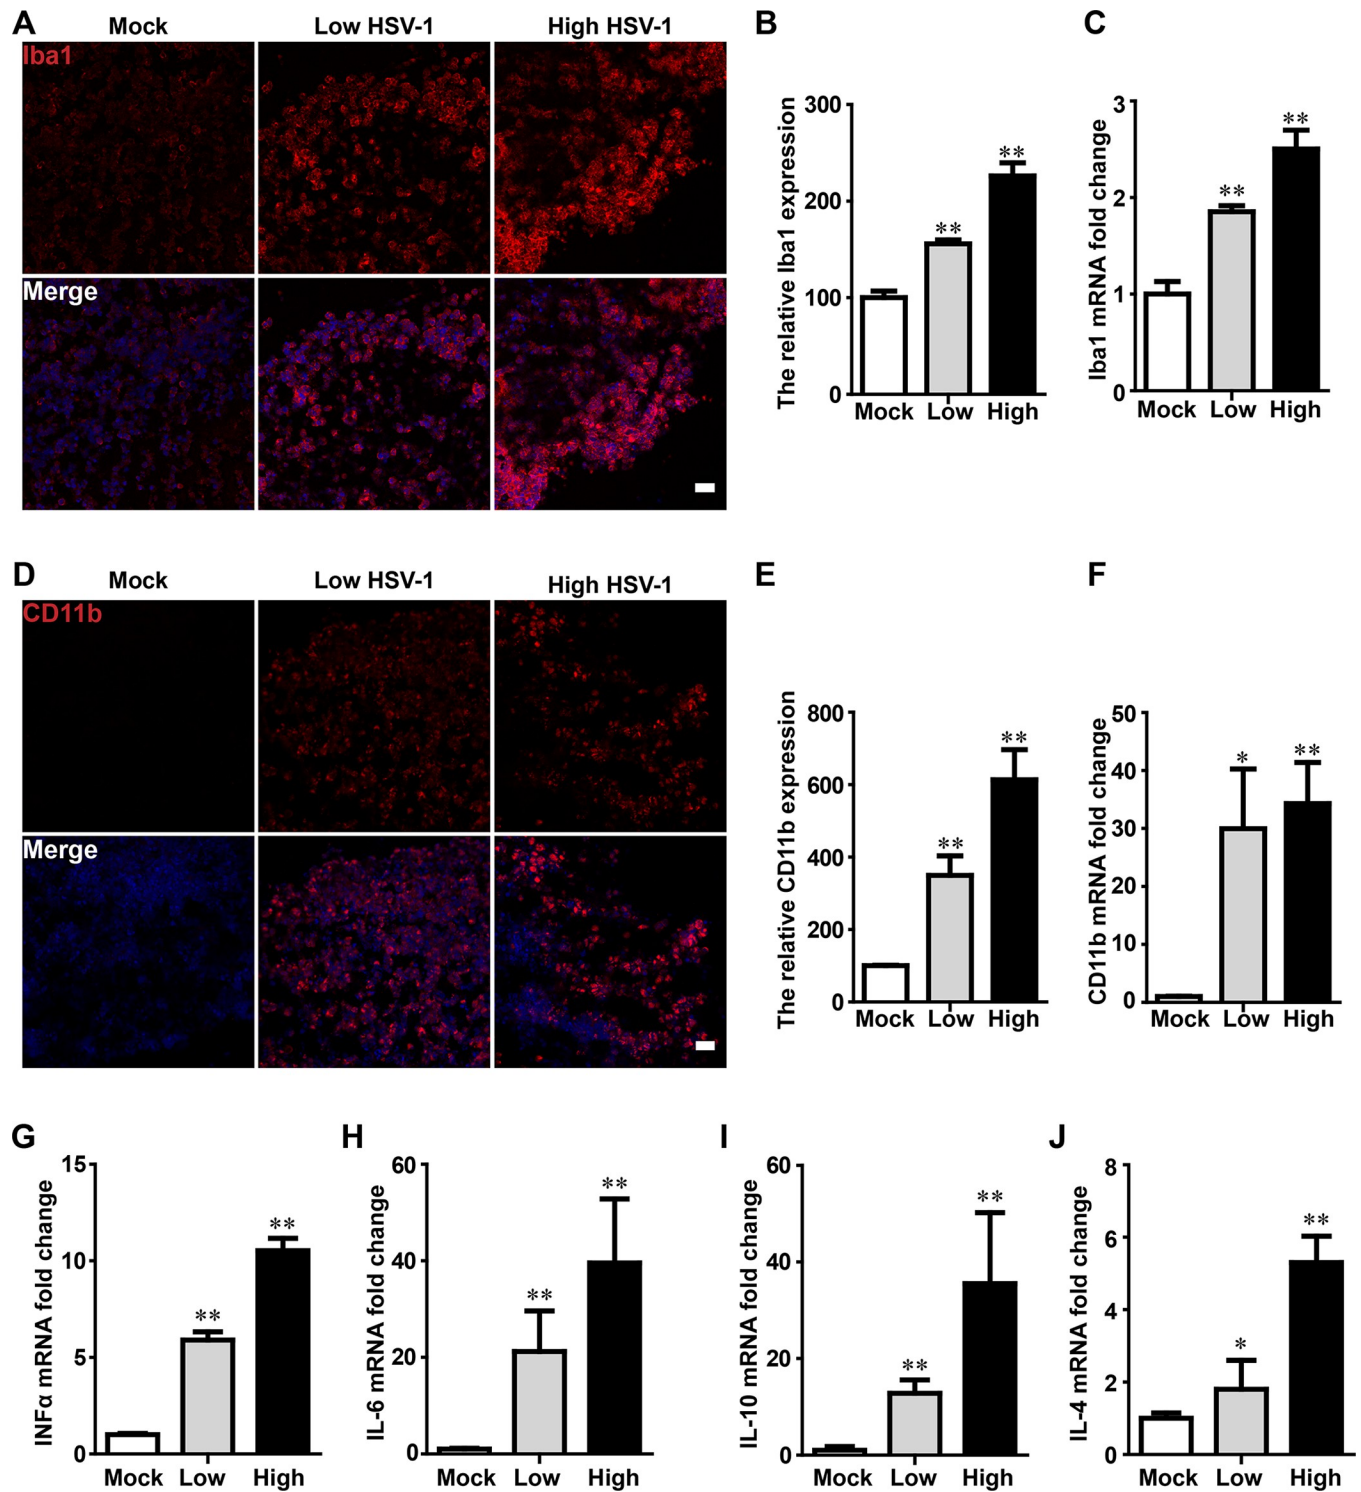 A
Mock
Low HSV-1
High HSV-1
Iba1
Merge
B
The relative Iba1 expression
300
200
100
0
**
**
Mock
Low
High
C
Iba1 mRNA fold change
3
2
1
0
**
**
Mock
Low
High
D
Mock
Low HSV-1
High HSV-1
CD11b
Merge
E
The relative CD11b expression
800
600
400
200
0
**
**
Mock
Low
High
F
CD11b mRNA fold change
50
40
30
20
10
0
*
**
Mock
Low
High
G
INFα mRNA fold change
15
10
5
0
**
**
Mock
Low
High
H
IL-6 mRNA fold change
60
40
20
0
**
**
Mock
Low
High
I
IL-10 mRNA fold change
60
40
20
0
**
**
Mock
Low
High
J
IL-4 mRNA fold change
8
6
4
2
0
*
**
Mock
Low
High